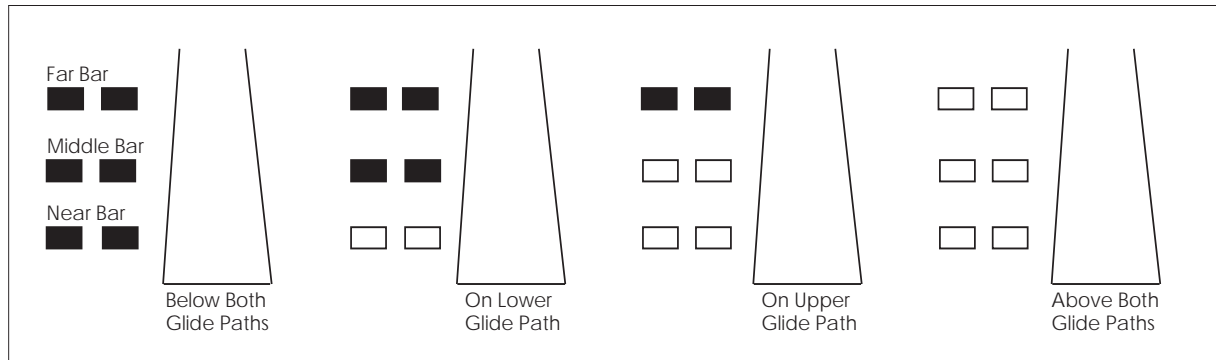 Far Bar
Middle Bar
Near Bar
Below Both
Glide Paths
On Lower
Glide Path
On Upper
Glide Path
Above Both
Glide Paths